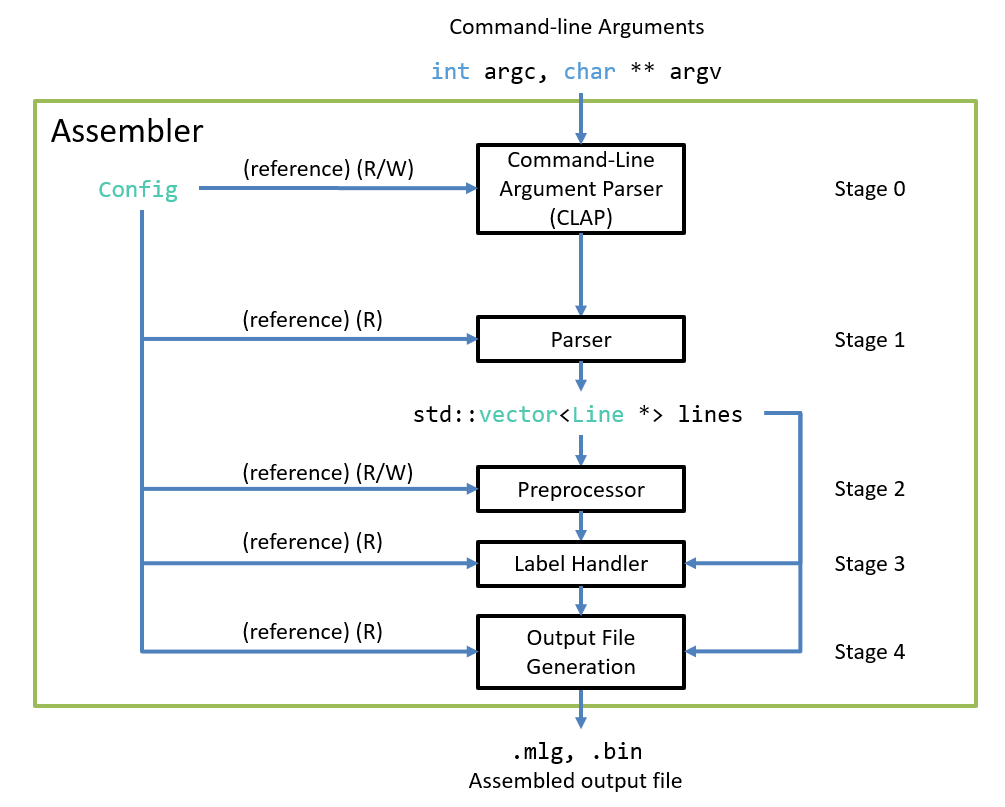 Command-line Arguments
int argc, char ** argv
Assembler
Config
(reference) (R/W)
Command-Line
Argument Parser
(CLAP)
Stage 0
(reference) (R)
Parser
Stage 1
std::vector<Line *> lines
(reference) (R/W)
Preprocessor
Stage 2
(reference) (R)
Label Handler
Stage 3
(reference) (R)
Output File
Generation
Stage 4
.mlg, .bin
Assembled output file